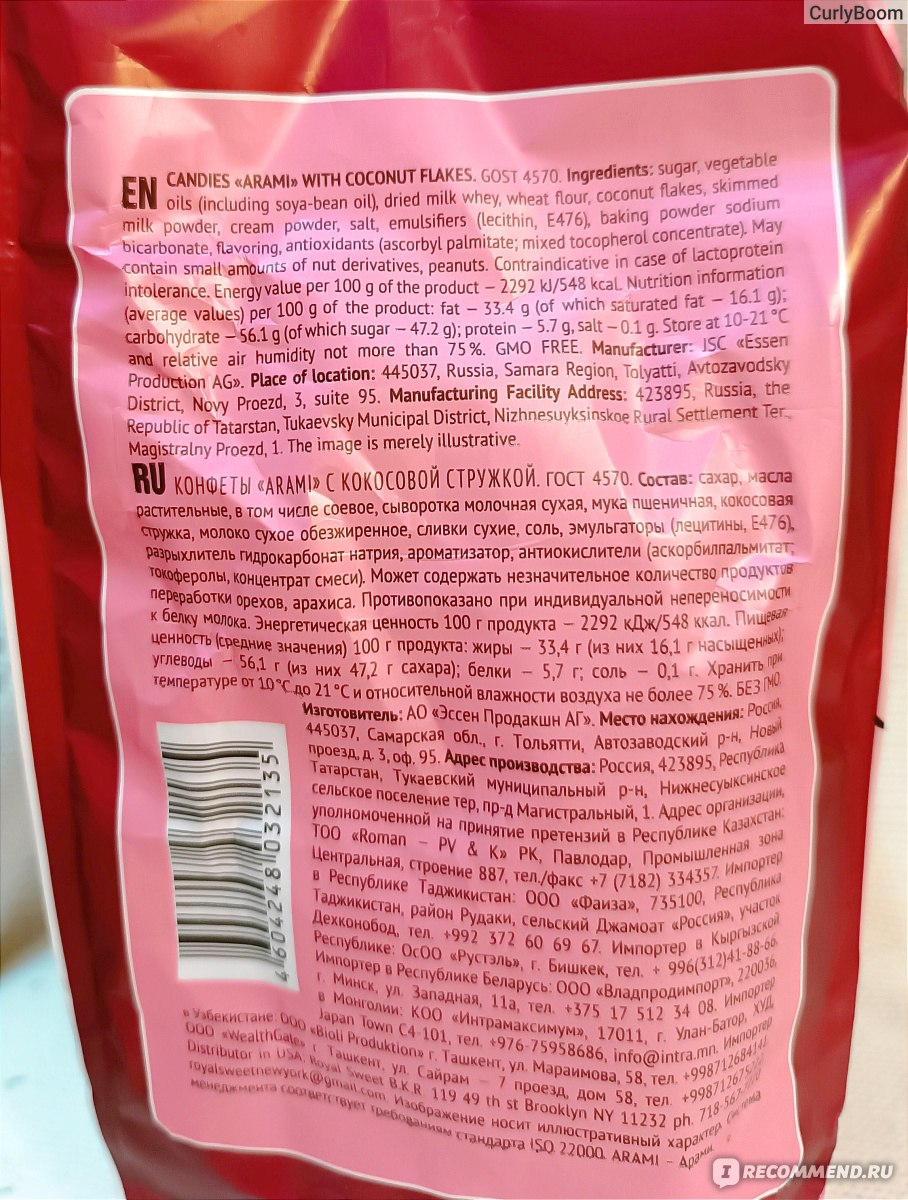 CurlyBoom
EN CANDIES «ARAMI» WITH COCONUT FLAKES. GOST 4570. Ingredients: sugar, vegetable
oils (including soya-bean oil), dried milk whey, wheat flour, coconut flakes, skimmed
milk powder, cream powder, salt, emulsifiers (lecithin, E476), baking powder sodium
bicarbonate, flavoring, antioxidants (ascorbyl palmitate; mixed tocopherol concentrate). May
contain small amounts of nut derivatives, peanuts. Contraindicative in case of lactoprotein
intolerance. Energy value per 100 g of the product – 2292 kJ/548 kcal. Nutrition information
(average values) per 100 g of the product: fat – 33.4 g (of which saturated fat – 16.1 g);
carbohydrate – 56.1 g (of which sugar – 47.2 g); protein – 5.7 g, salt – 0.1 g. Store at 10-21 °C
and relative air humidity not more than 75 %. GMO FREE. Manufacturer: JSC «Essen
Production AG». Place of location: 445037, Russia, Samara Region, Tolyatti, Avtozavodsky
District, Novy Proezd, 3, suite 95. Manufacturing Facility Address: 423895, Russia, the
Republic of Tatarstan, Tukaevsky Municipal District, Nizhnesuyksinskoe Rural Settlement Ter.,
Magistralny Proezd, 1. The image is merely illustrative.
RU КОНФЕТЫ «ARAMI» С КОКОСОВОЙ СТРУЖКОЙ. ГОСТ 4570. Состав: сахар, масла
растительные, в том числе соевое, сыворотка молочная сухая, мука пшеничная, кокосовая
стружка, молоко сухое обезжиренное, сливки сухие, соль, эмульгаторы (лецитины, E476),
разрыхлитель гидрокарбонат натрия, ароматизатор, антиокислители (аскорбилпальмитат;
токоферолы, концентрат смеси). Может содержать незначительное количество продуктов
переработки орехов, арахиса. Противопоказано при индивидуальной непереносимости
к белку молока. Энергетическая ценность 100 г продукта – 2292 кДж/548 ккал. Пищевая
ценность (средние значения) 100 г продукта: жиры – 33,4 г (из них 16,1 г насыщенных);
углеводы – 56,1 г (из них 47,2 г сахара); белки – 5,7 г; соль – 0,1 г. Хранить при
температуре от 10 °С до 21 °С и относительной влажности воздуха не более 75 %. БЕЗ ГМО.
Изготовитель: АО «Эссен Продакшн АГ». Место нахождения: Россия,
445037, Самарская обл., г. Тольятти, Автозаводский р-н, Новый
проезд, д. 3, оф. 95. Адрес производства: Россия, 423895, Республика
Татарстан, Тукаевский муниципальный р-н, Нижнесуыксинское
сельское поселение тер, пр-д Магистральный, 1. Адрес организации,
уполномоченной на принятие претензий в Республике Казахстан:
ТОО «Roman – PV & K» РК, Павлодар, Промышленная зона
Центральная, строение 887, тел./факс +7 (7182) 334357. Импортер
в Республике Таджикистан: ООО «Фаиза», 735100, Республика
Таджикистан, район Рудаки, сельский Джамоат «Россия», участок
Дехконобод, тел. +992 372 60 69 67. Импортер в Кыргызской
Республике: ОсОО «Рустэль», г. Бишкек, тел. + 996(312)41-88-66.
Импортер в Республике Беларусь: ООО «Владпродимпорт», 220036,
г. Минск, ул. Западная, 11а, тел. +375 17 512 34 08. Импортер
в Монголии: КОО «Интрамаксимум», 17011, г. Улан-Батор, ХУД,
Japan Town C4-101, тел. +976-75958686, info@intra.mn. Импортер
в Узбекистане: ООО «Bioli Produktion» г. Ташкент, ул. Мараимова, 58, тел.
ООО «WealthGate» г. Ташкент, ул. Сайрам – 7 проезд, дом 58, тел.
Distributor in USA: Royal Sweet B.K.R. 119 49 th st Brooklyn NY 11232 ph.
royalsweetnewyork@gmail.com. Изображение носит иллюстративный характер. Система
менеджмента соответствует требованиям стандарта ISO 22000. ARAMI – Арами.
4 604248 032135
IRECOMMEND.RU